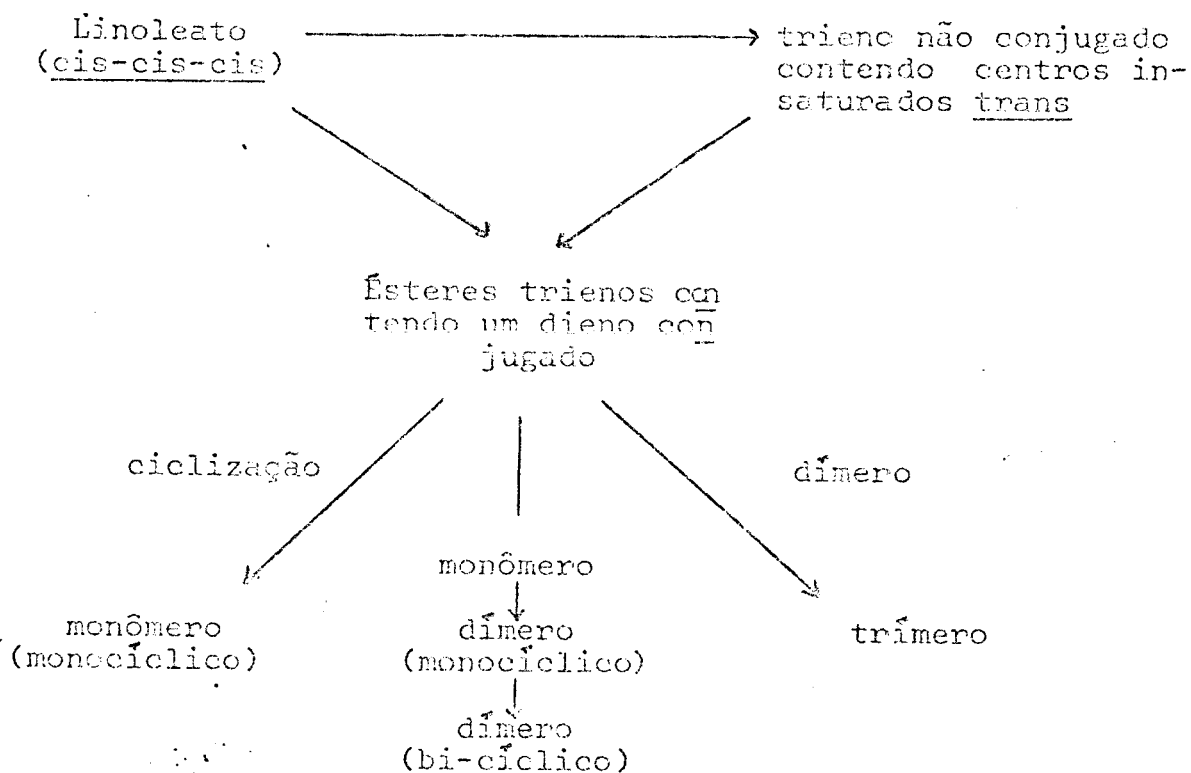 Linoleato
(cis-cis-cis)
trieno não conjugado
contendo centros in-
saturados trans
Ésteres trienos con
tendo um dieno con
jugado
ciclização
dímero
monômero
monômero
(monocíclico)
dímero
(monocíclico)
trímero
dímero
(bi-cíclico)